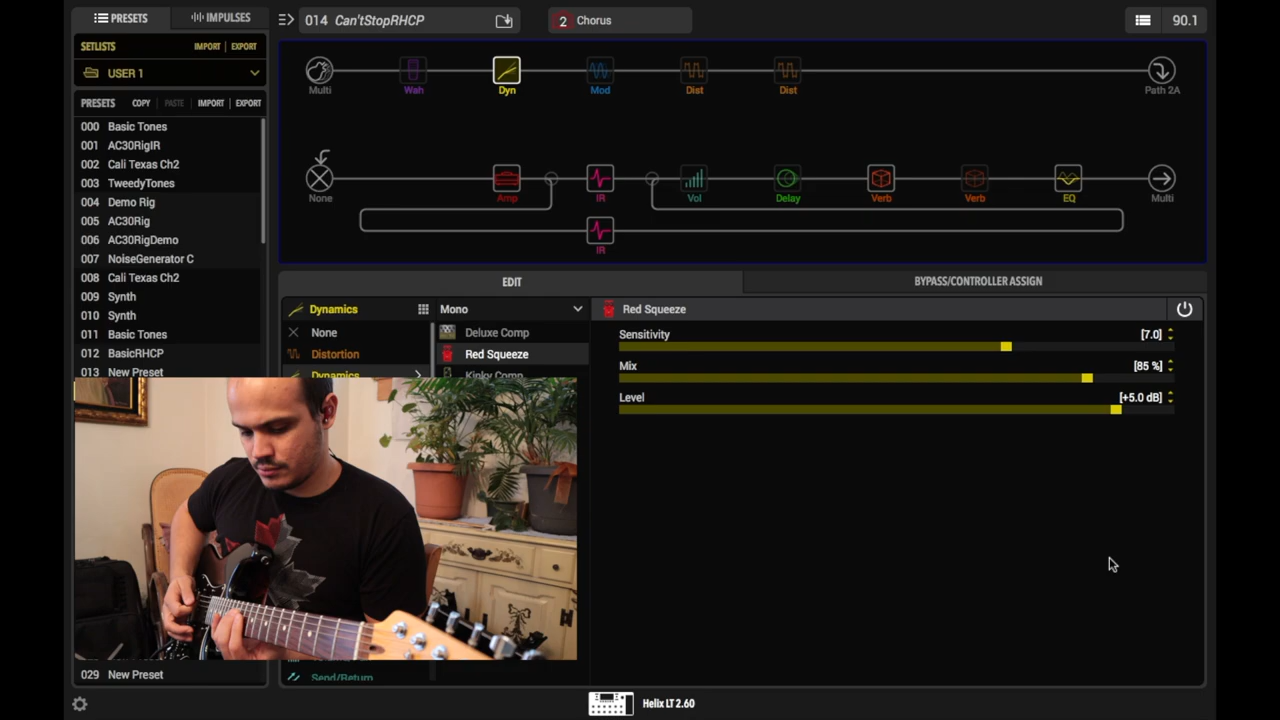 PRESETS
IMPULSES
014 Can'tStopRHCP
2 Chorus
90.1
SETLISTS IMPORT | EXPORT
USER 1
PRESETS COPY | PASTE | IMPORT | EXPORT
000 Basic Tones
001 AC30RigIR
002 Cali Texas Ch2
003 TweedyTones
004 Demo Rig
005 AC30Rig
006 AC30RigDemo
007 NoiseGenerator C
008 Cali Texas Ch2
009 Synth
010 Synth
011 Basic Tones
012 BasicRHCP
013 New Preset
029 New Preset
Multi Wah Dyn Mod Dist Dist Path 2A
None Amp IR Vol Delay Verb Verb EQ Multi
IR
EDIT
BYPASS/CONTROLLER ASSIGN
Dynamics
None
Distortion
Dynamics
Send/Return
Mono
Deluxe Comp
Red Squeeze
Kinky Comp
Red Squeeze
Sensitivity [7.0]
Mix [85 %]
Level [+5.0 dB]
Helix LT 2.60